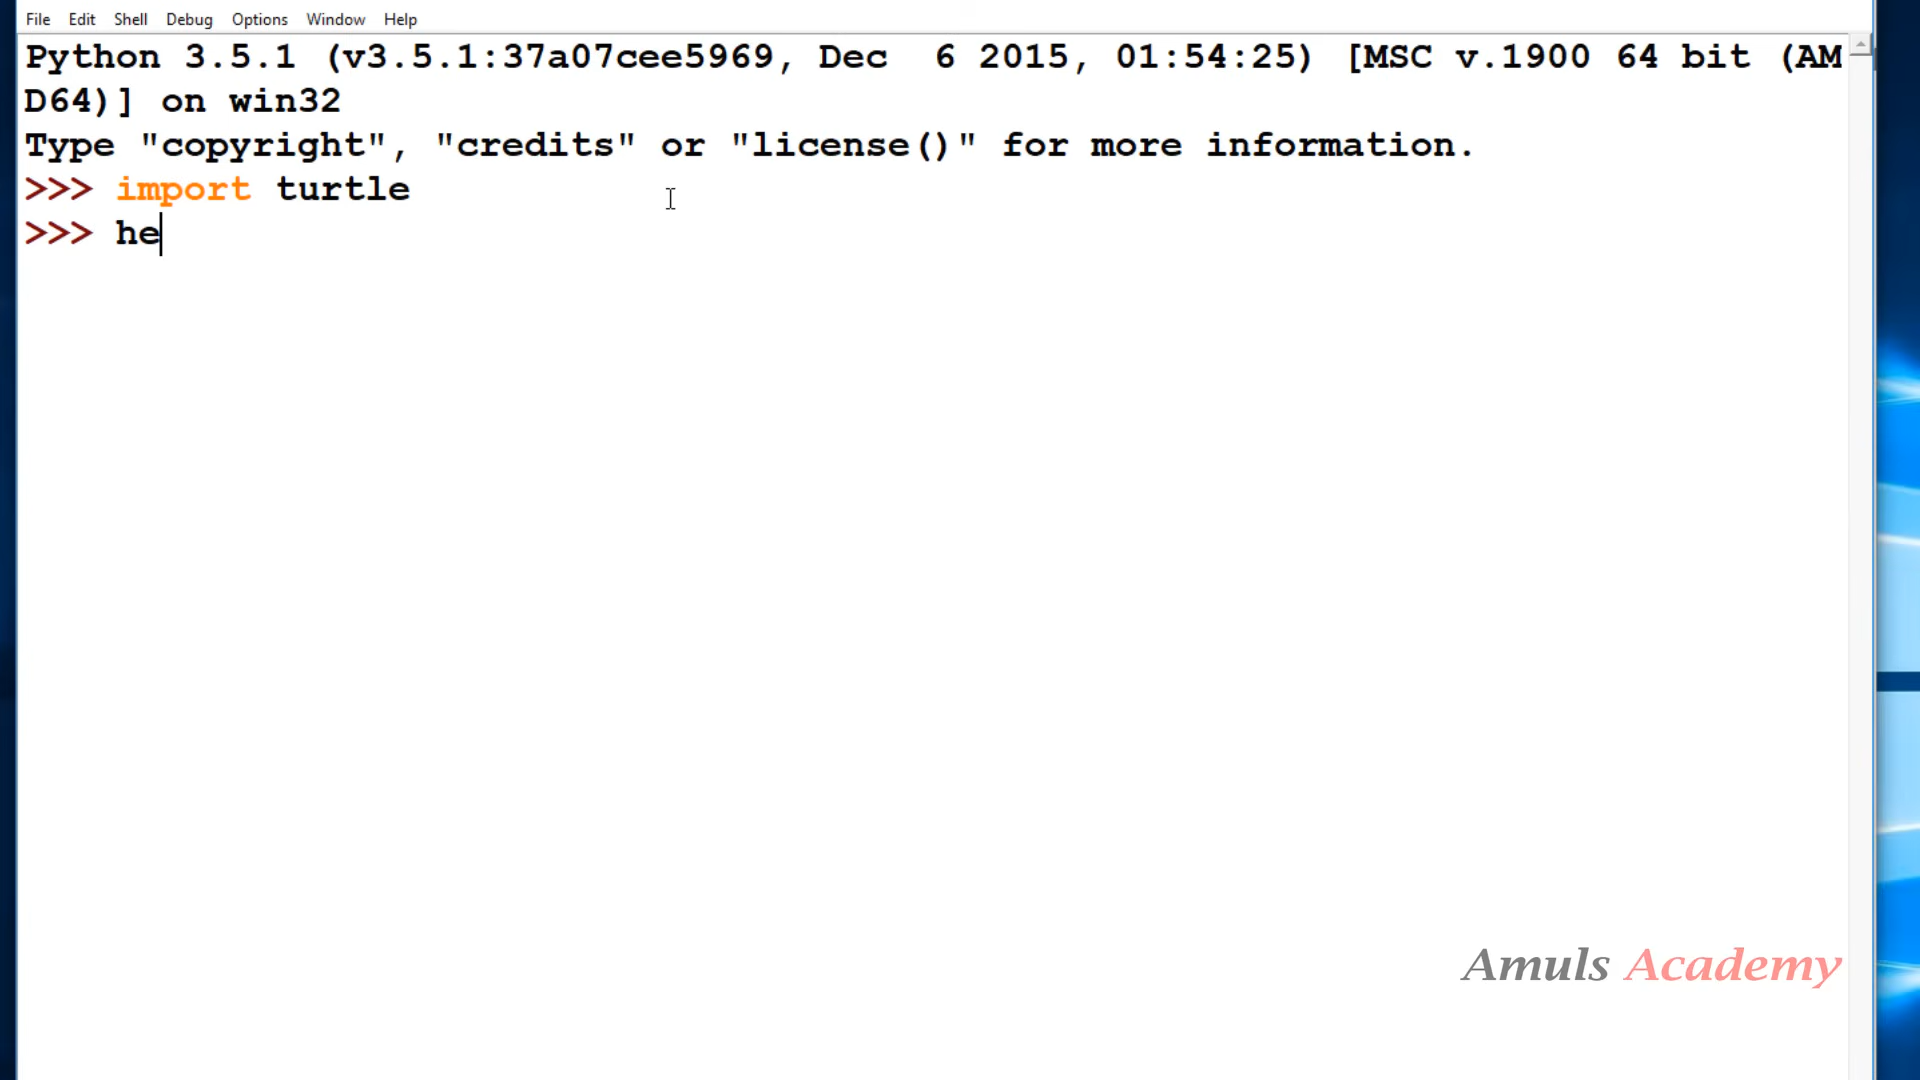 File Edit Shell Debug Options Window Help
Python 3.5.1 (v3.5.1:37a07cee5969, Dec  6 2015, 01:54:25) [MSC v.1900 64 bit (AM
D64)] on win32
Type "copyright", "credits" or "license()" for more information.
>>> import turtle
>>> he
Amuls Academy